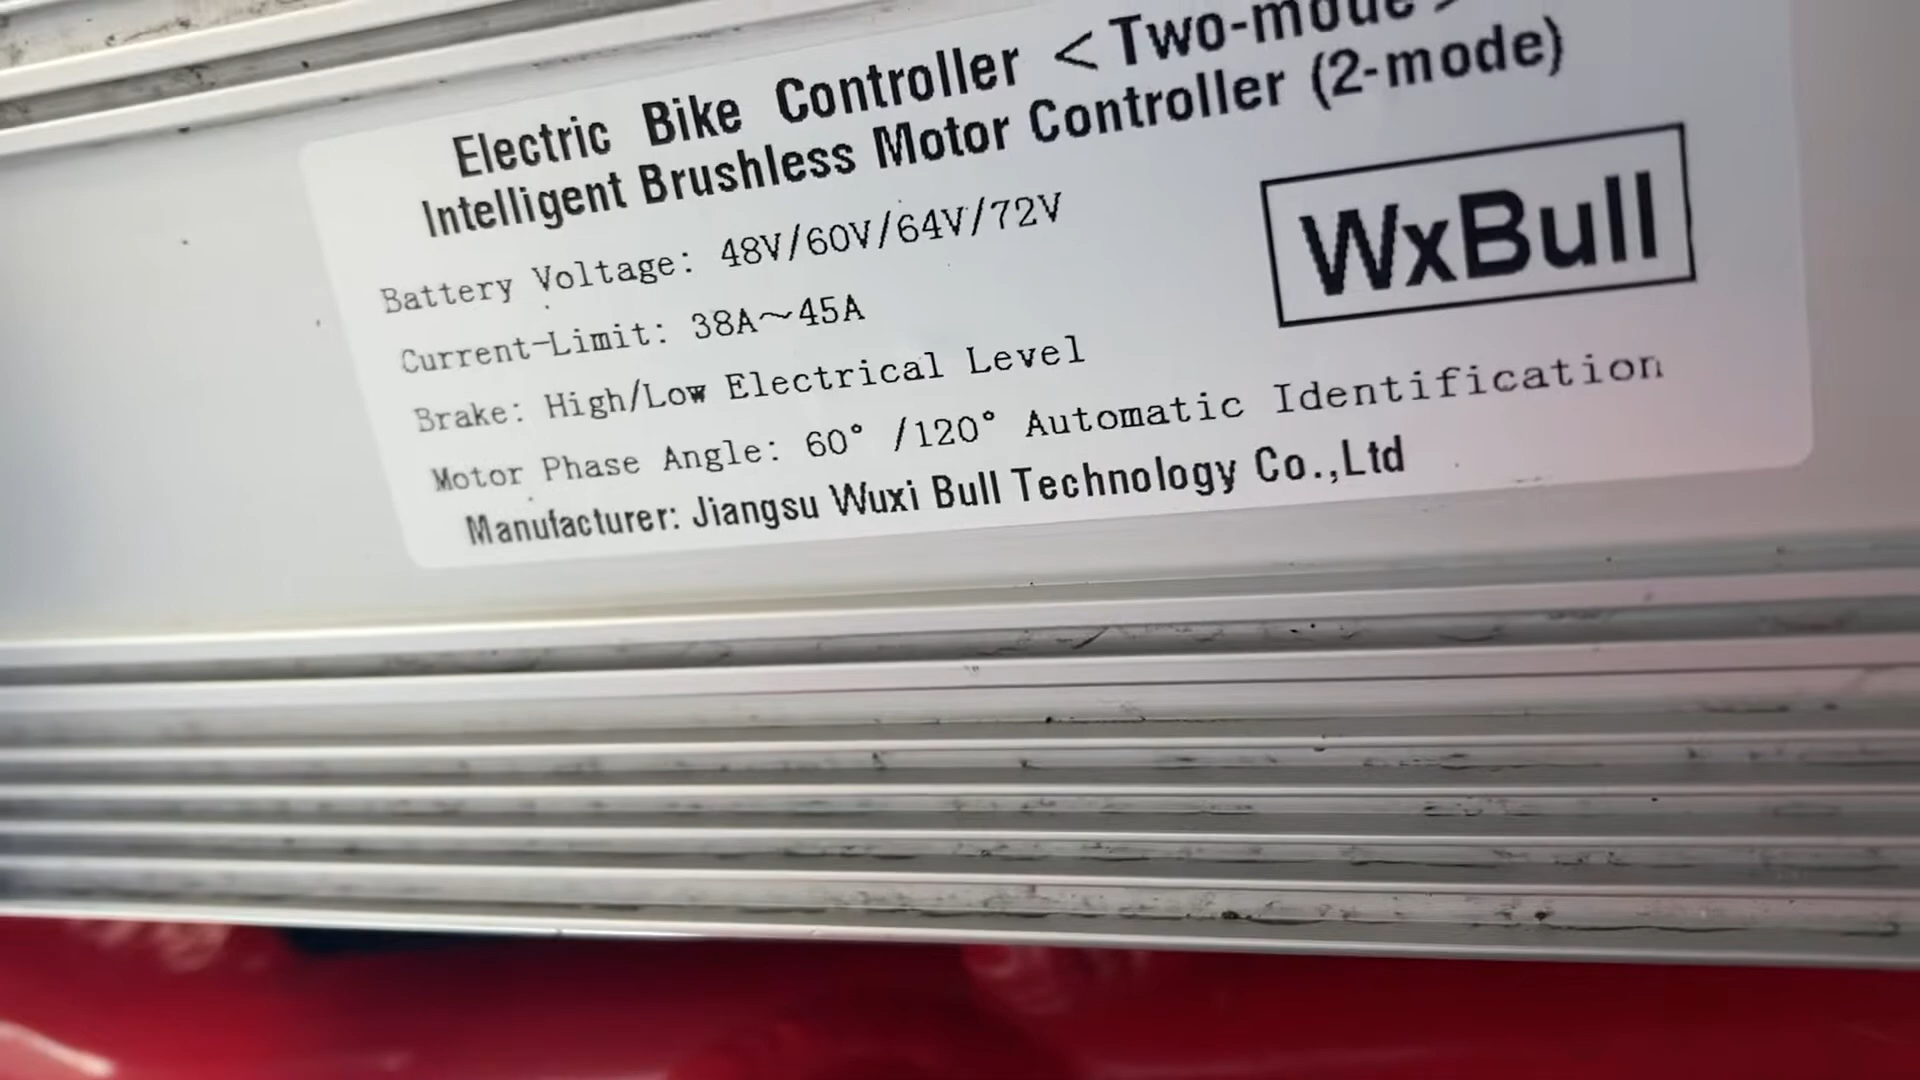 Electric Bike Controller <Two-mode>
Intelligent Brushless Motor Controller (2-mode)
WxBull
Battery Voltage: 48V/60V/64V/72V
Current-Limit: 38A～45A
Brake: High/Low Electrical Level
Motor Phase Angle: 60° /120° Automatic Identification
Manufacturer: Jiangsu Wuxi Bull Technology Co.,Ltd